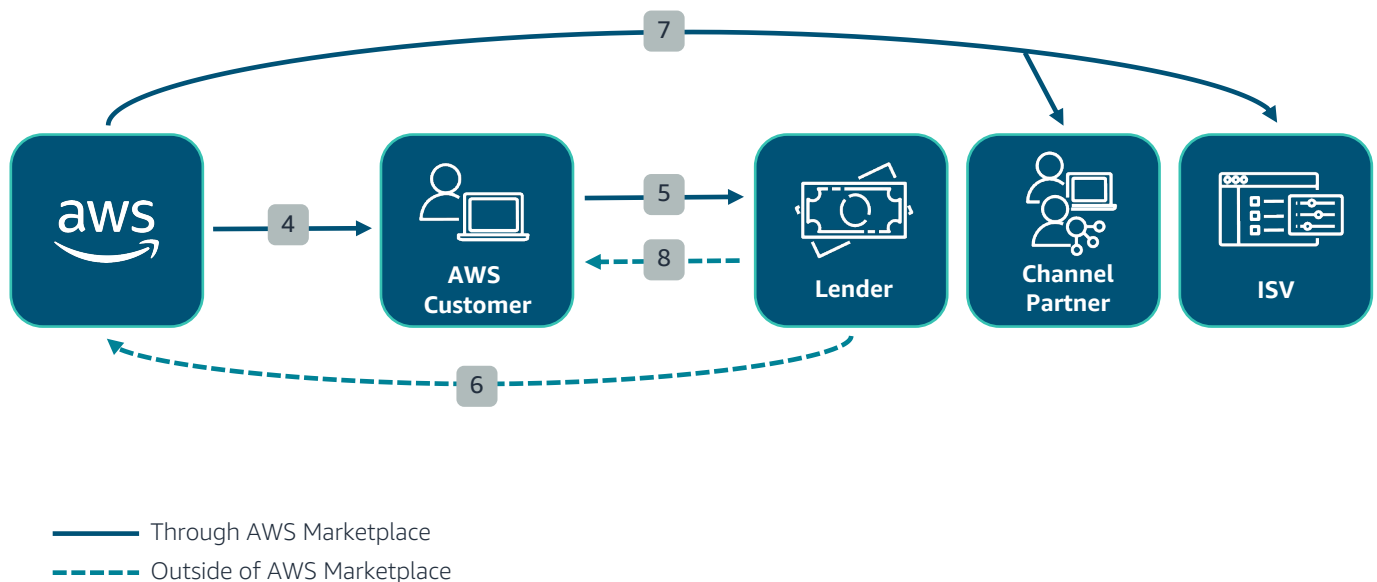 7
aws
4
AWS
Customer
5
8
Lender
Channel
Partner
ISV
6
Through AWS Marketplace
Outside of AWS Marketplace